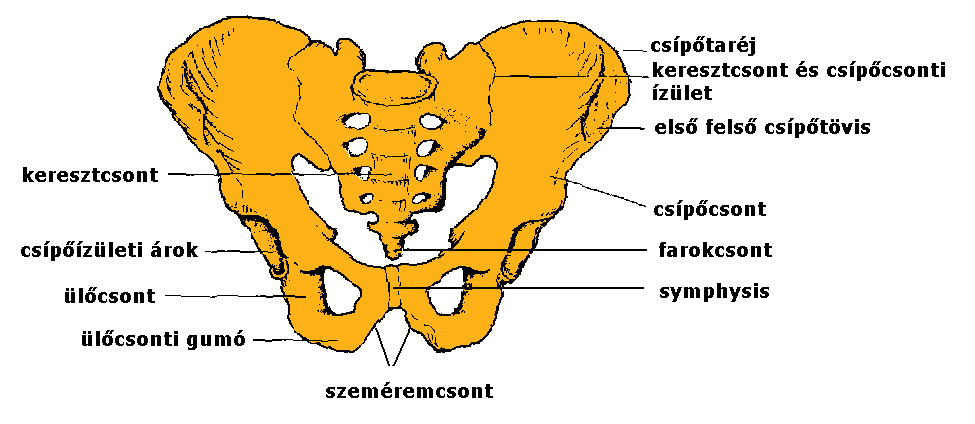 csípőtaréj
keresztcsont és csípőcsonti
ízület
első felső csípőtövis
keresztcsont
csípőcsont
csípőízületi árok
farokcsont
ülőcsont
symphysis
ülőcsonti gumó
szeméremcsont